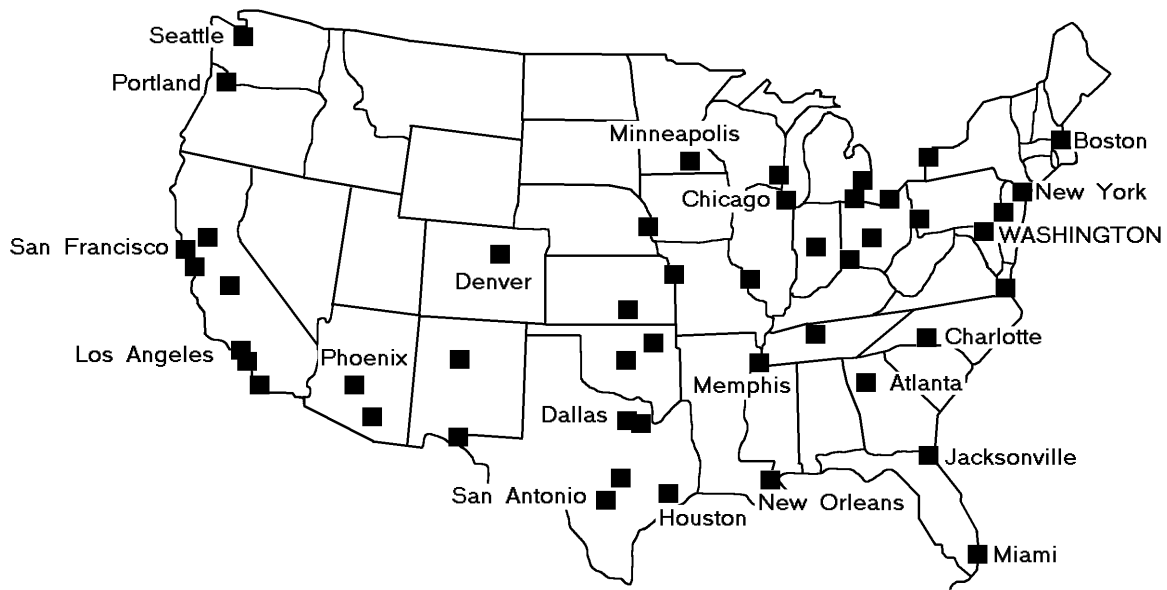 Seattle
Portland
Minneapolis
Boston
Chicago
New York
WASHINGTON
San Francisco
Denver
Charlotte
Los Angeles
Phoenix
Memphis
Atlanta
Dallas
Jacksonville
San Antonio
New Orleans
Houston
Miami